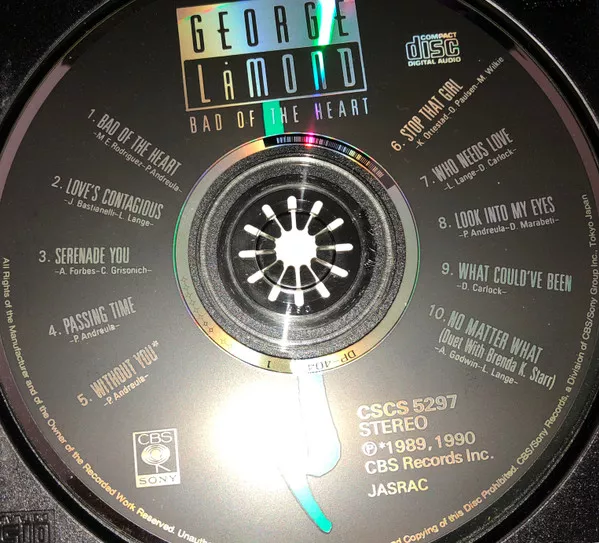 GEORGE
LAMOND
BAD OF THE HEART
COMPACT
disc
DIGITAL AUDIO
1. BAD OF THE HEART
-M.E. Rodriguez-P.Andreula-
2. LOVE'S CONTAGIOUS
-J. Bastianelli-L. Lange-
3. SERENADE YOU
-A. Forbes-C. Grisonich-
4. PASSING TIME
-P. Andreula-
5. WITHOUT YOU*
-P. Andreula-
6. STOP THAT GIRL
-K. Ottestad-D. Paulsen-M. Wilkie
7. WHO NEEDS LOVE
-L. Lange-D. Carlock-
8. LOOK INTO MY EYES
-P. Andreula-D. Marabeti-
9. WHAT COULD'VE BEEN
-D. Carlock-
10. NO MATTER WHAT
(Duet With Brenda K. Starr)
-A. Godwin-L. Lange-
CBS
SONY
CSCS 5297
STEREO
Ⓟ*1989, 1990
CBS Records Inc.
JASRAC
All Rights of the Manufacturer and of the Owner of the Recorded Work Reserved. Unauth
Copying of this Disc Prohibited. CBS/Sony Records, a Division of CBS/Sony Group Inc. Tokyo Japan